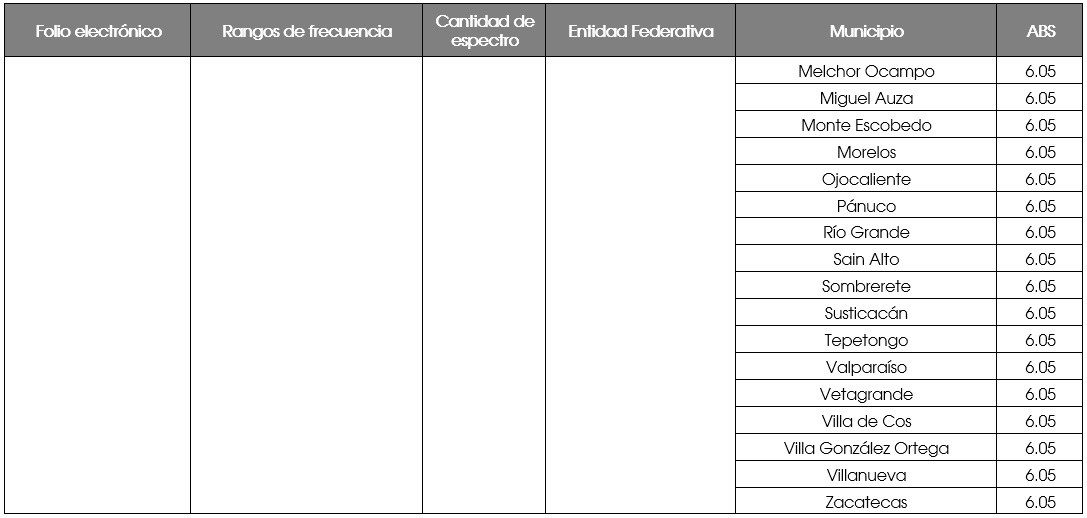 Folio electrónico Rangos de frecuencia Cantidad de espectro Entidad Federativa Municipio ABS
Melchor Ocampo 6.05
Miguel Auza 6.05
Monte Escobedo 6.05
Morelos 6.05
Ojocaliente 6.05
Pánuco 6.05
Río Grande 6.05
Sain Alto 6.05
Sombrerete 6.05
Susticacán 6.05
Tepetongo 6.05
Valparaíso 6.05
Vetagrande 6.05
Villa de Cos 6.05
Villa González Ortega 6.05
Villanueva 6.05
Zacatecas 6.05